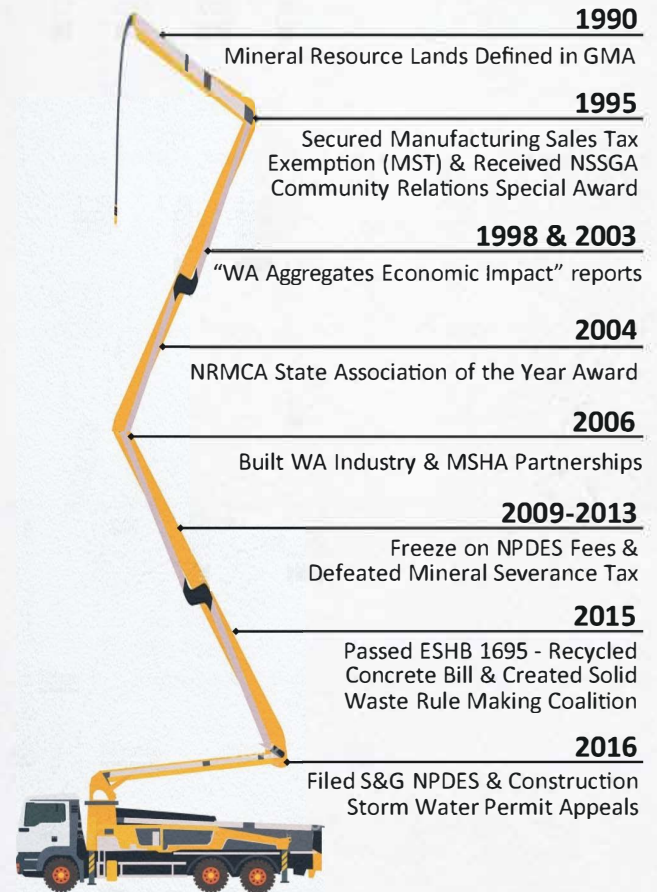 1990
Mineral Resource Lands Defined in GMA
1995
Secured Manufacturing Sales Tax
Exemption (MST) & Received NSSGA
Community Relations Special Award
1998 & 2003
“WA Aggregates Economic Impact” reports
2004
NRMCA State Association of the Year Award
2006
Built WA Industry & MSHA Partnerships
2009-2013
Freeze on NPDES Fees &
Defeated Mineral Severance Tax
2015
Passed ESHB 1695 - Recycled
Concrete Bill & Created Solid
Waste Rule Making Coalition
2016
Filed S&G NPDES & Construction
Storm Water Permit Appeals